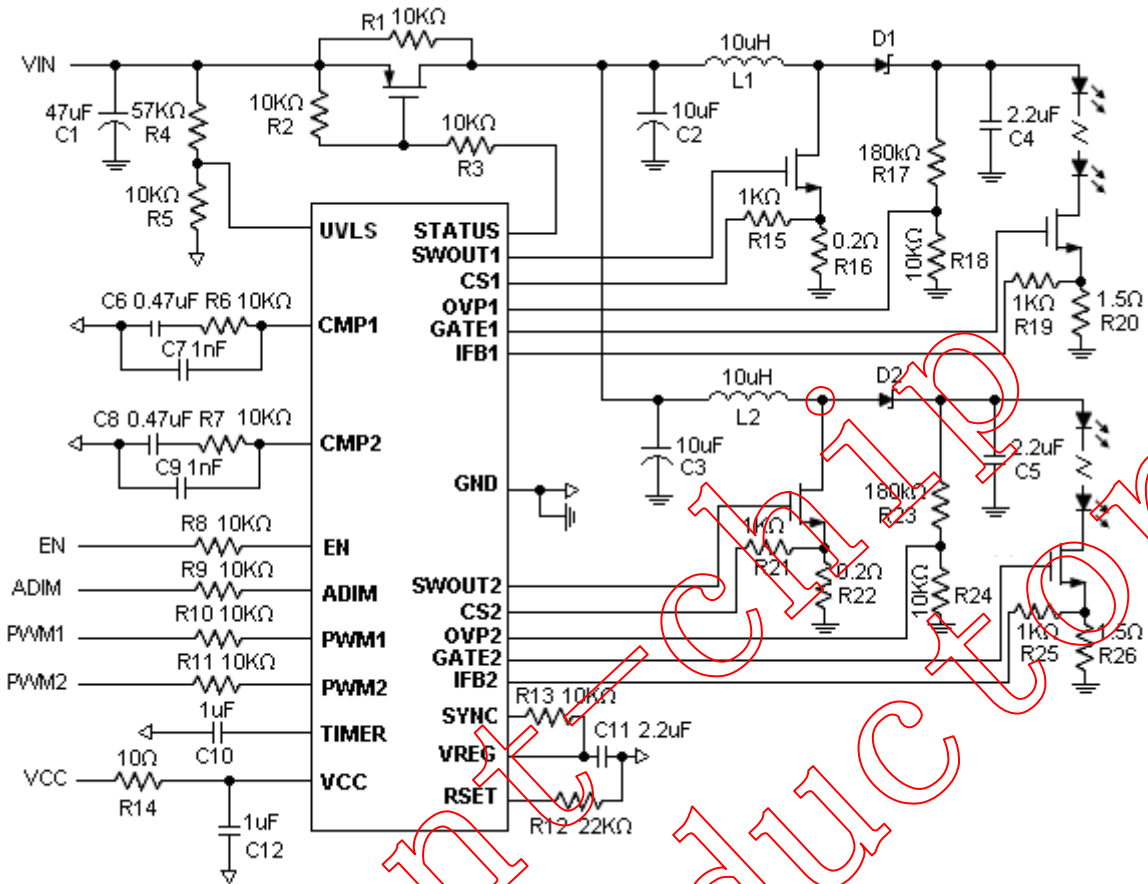 R1 10KΩ
VIN
47uF
C1
57KΩ
R4
10KΩ
R2
10KΩ
R3
10KΩ
R5
10uF
C2
10uH
L1
D1
180kΩ
R17
2.2uF
C4
1KΩ
R15
0.2Ω
R16
10KΩ
R18
1KΩ
R19
1.5Ω
R20
UVLS
STATUS
SWOUT1
CS1
OVP1
GATE1
IFB1
C6 0.47uF R6 10KΩ
C7 1nF
CMP1
C8 0.47uF R7 10KΩ
C9 1nF
CMP2
GND
10uH
L2
D2
10uF
C3
180kΩ
R23
2.2uF
C5
1KΩ
R21
0.2Ω
R22
10KΩ
R24
1KΩ
R25
1.5Ω
R26
EN
R8 10KΩ
EN
ADIM
R9 10KΩ
ADIM
PWM1
R10 10KΩ
PWM1
PWM2
R11 10KΩ
PWM2
SWOUT2
CS2
OVP2
GATE2
IFB2
1uF
C10
TIMER
SYNC
R13 10KΩ
VREG
C11 2.2uF
RSET
R12 22KΩ
VCC
10Ω
R14
VCC
1uF
C12
nt-chip
ductor